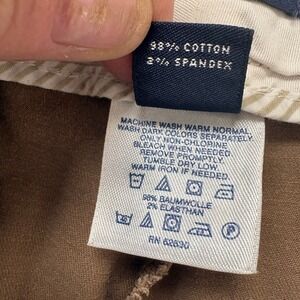 98% COTTON
2% SPANDEX
MACHINE WASH WARM NORMAL.
WASH DARK COLORS SEPARATELY.
ONLY NON-CHLORINE
BLEACH WHEN NEEDED.
REMOVE PROMPTLY.
TUMBLE DRY LOW.
WARM IRON IF NEEDED.
98% BAUMWOLLE
2% ELASTHAN
P
RN 62630